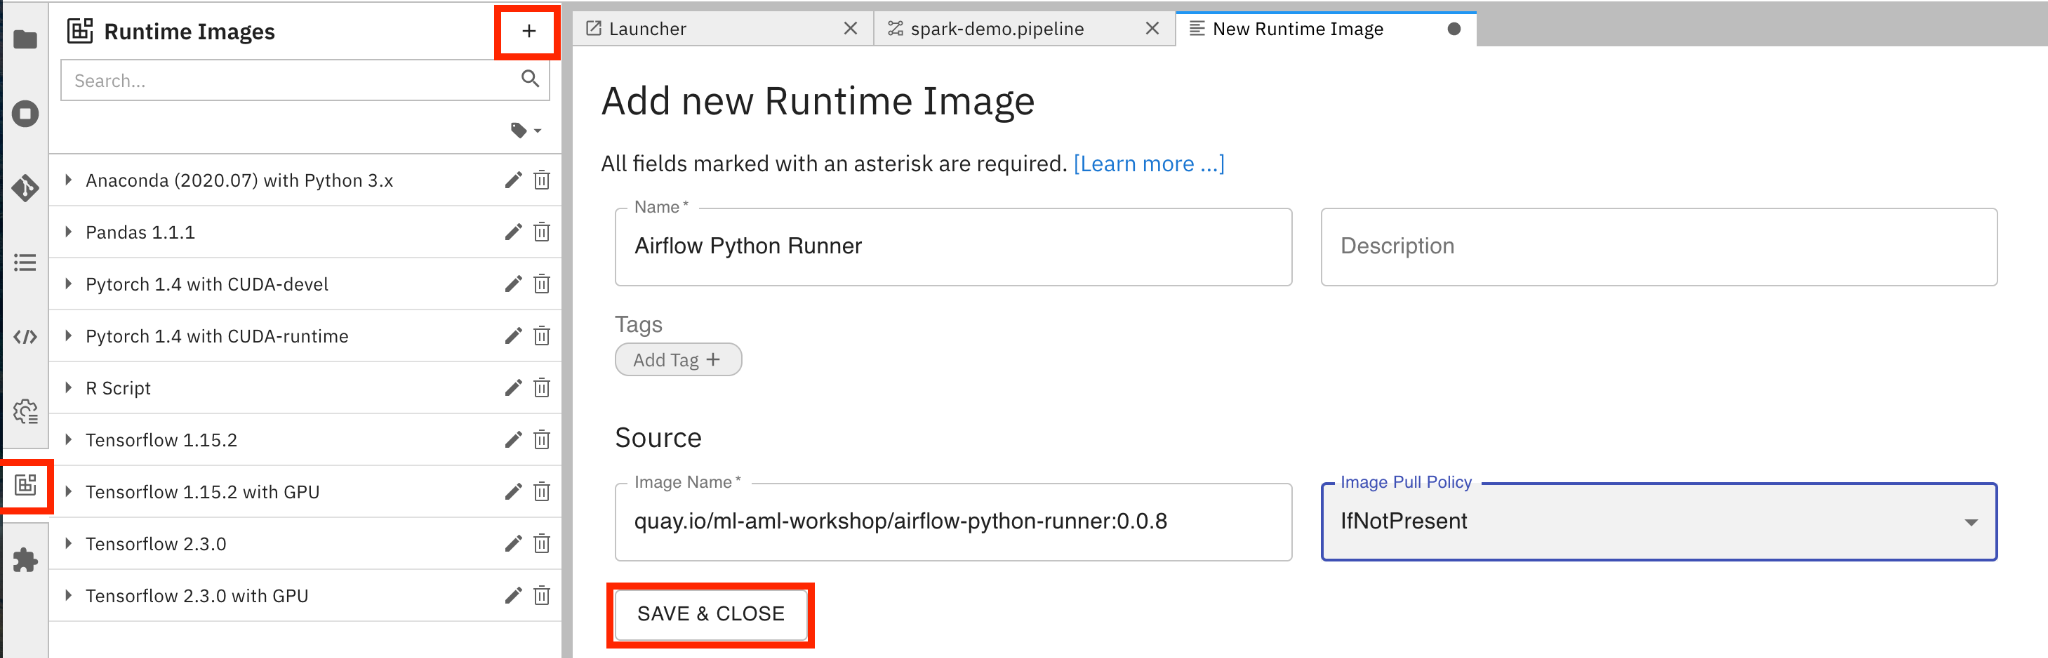 Runtime Images
+
Search...
Anaconda (2020.07) with Python 3.x
Pandas 1.1.1
Pytorch 1.4 with CUDA-devel
Pytorch 1.4 with CUDA-runtime
R Script
Tensorflow 1.15.2
Tensorflow 1.15.2 with GPU
Tensorflow 2.3.0
Tensorflow 2.3.0 with GPU
Launcher
spark-demo.pipeline
New Runtime Image
Add new Runtime Image
All fields marked with an asterisk are required. [Learn more ...]
Name *
Airflow Python Runner
Description
Tags
Add Tag +
Source
Image Name *
quay.io/ml-aml-workshop/airflow-python-runner:0.0.8
Image Pull Policy
IfNotPresent
SAVE & CLOSE